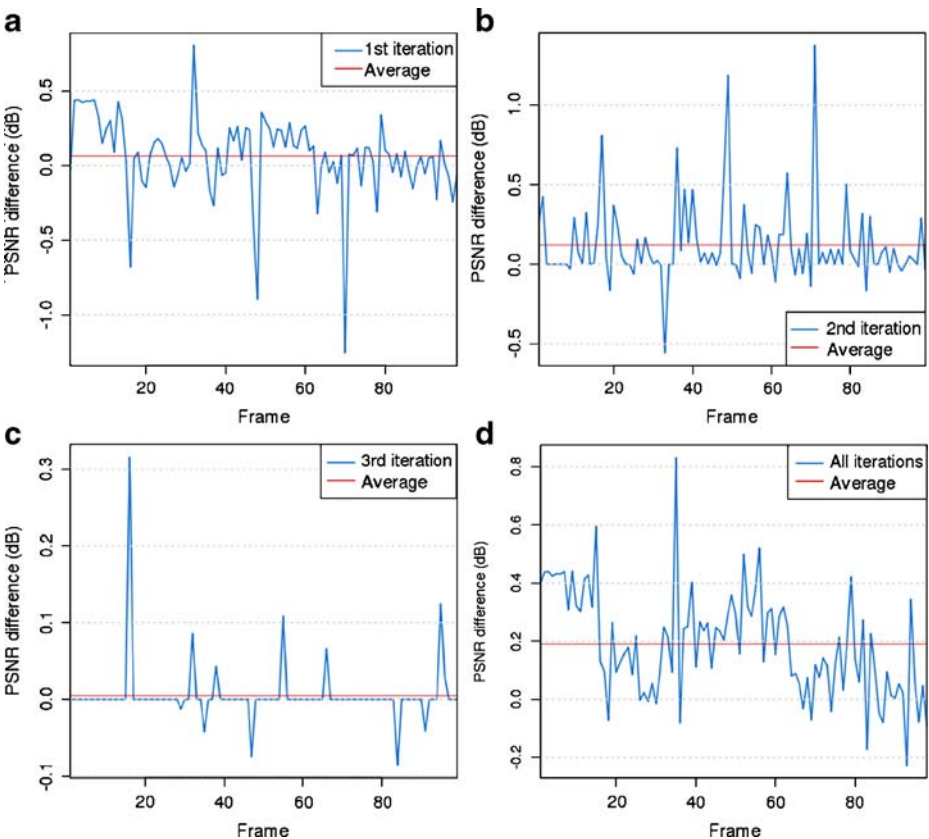 a
PSNR difference (dB)
0.5
0.0
-0.5
-1.0
1st iteration
Average
20 40 60 80
Frame
b
PSNR difference (dB)
1.0
0.5
0.0
-0.5
2nd iteration
Average
20 40 60 80
Frame
c
PSNR difference (dB)
0.3
0.2
0.1
0.0
-0.1
3rd iteration
Average
20 40 60 80
Frame
d
PSNR difference (dB)
0.8
0.6
0.4
0.2
0.0
-0.2
All iterations
Average
20 40 60 80
Frame